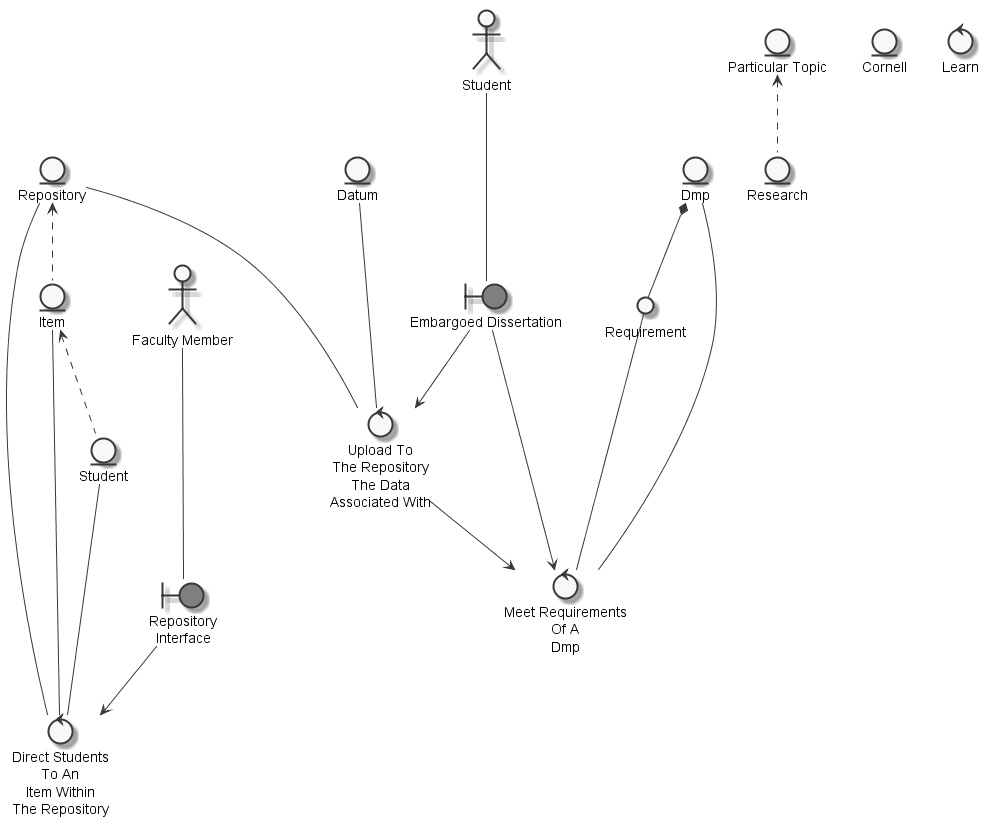 Student
Particular Topic
Cornell
Learn
Repository
Datum
Dmp
Research
Item
Embargoed Dissertation
Requirement
Faculty Member
Upload To
The Repository
The Data
Associated With
Student
Repository
Interface
Meet Requirements
Of A
Dmp
Direct Students
To An
Item Within
The Repository